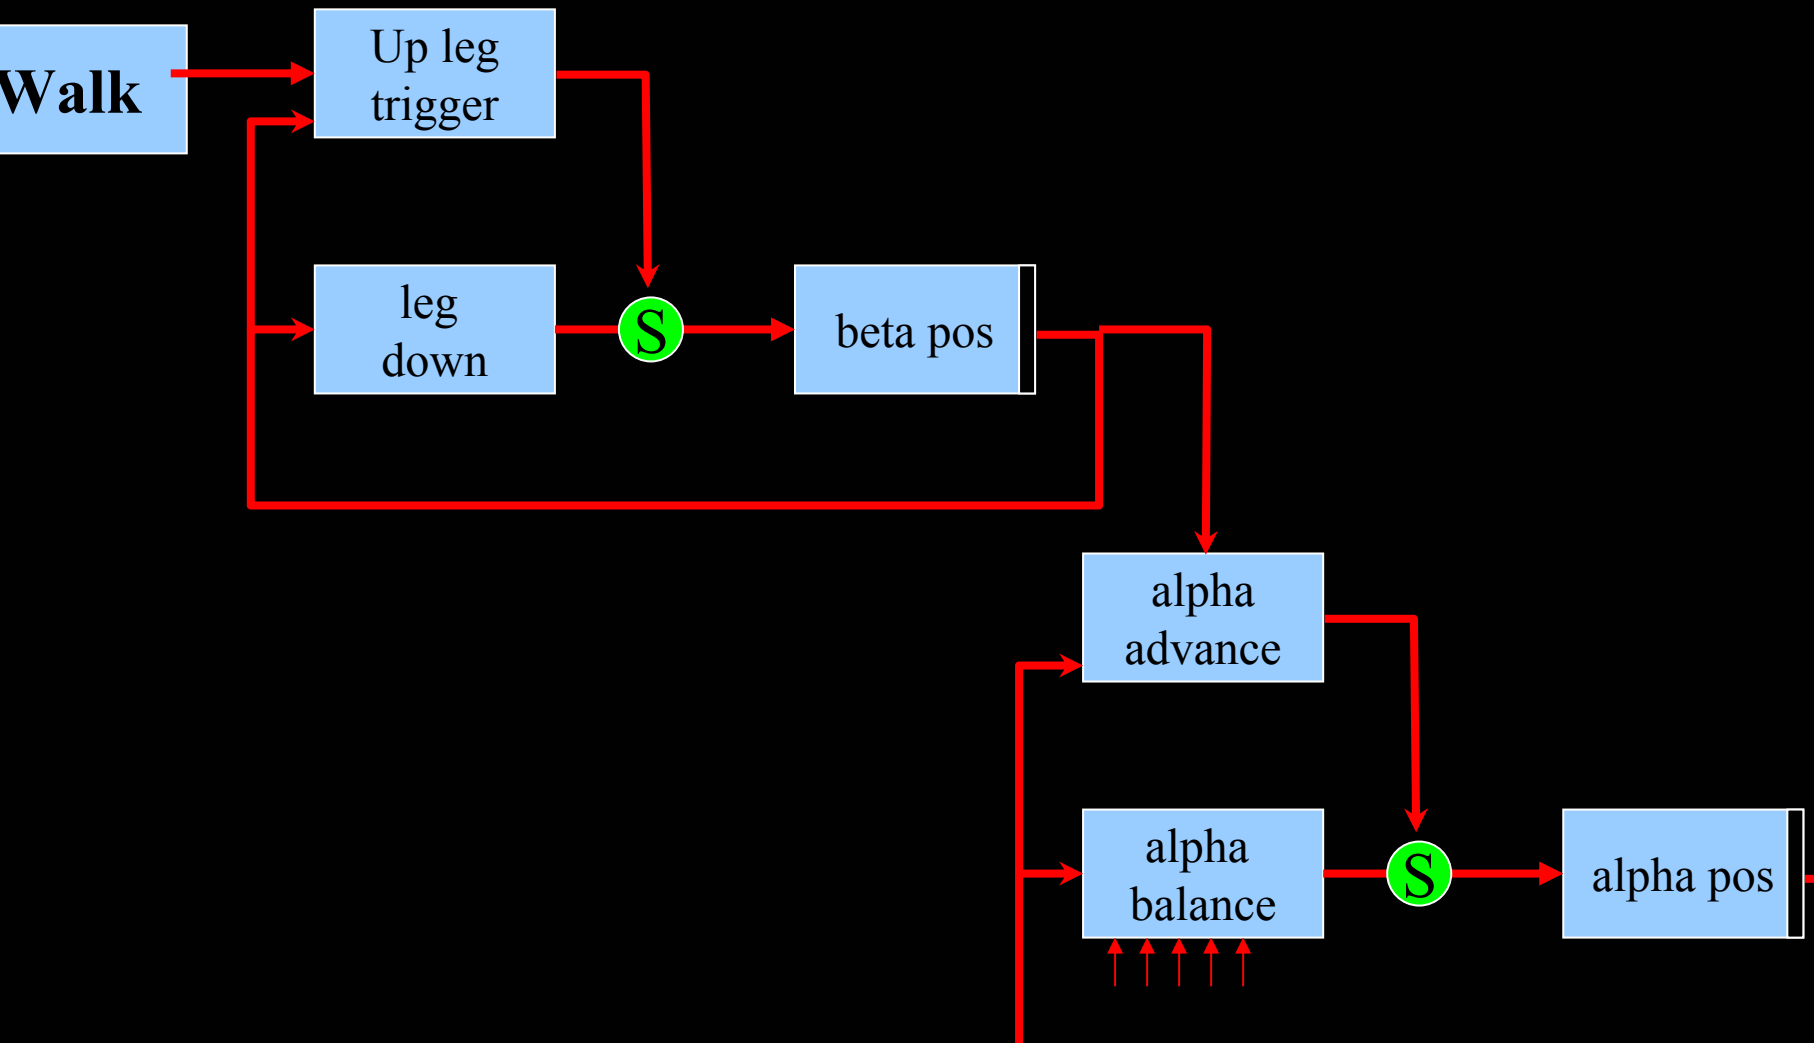 Walk
Up leg
trigger
leg
down
S
beta pos
alpha
advance
alpha
balance
S
alpha pos